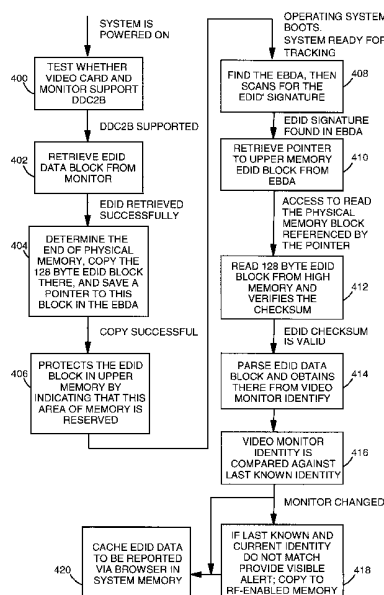 SYSTEM IS
POWERED ON
400
TEST WHETHER
VIDEO CARD AND
MONITOR SUPPORT
DDC2B
DDC2B SUPPORTED
402
RETRIEVE EDID
DATA BLOCK FROM
MONITOR
EDID RETRIEVED
SUCCESSFULLY
404
DETERMINE THE
END OF PHYSICAL
MEMORY, COPY THE
128 BYTE EDID BLOCK
THERE, AND SAVE A
POINTER TO THIS
BLOCK IN THE EBDA
COPY SUCCESSFUL
406
PROTECTS THE EDID
BLOCK IN UPPER
MEMORY BY
INDICATING THAT THIS
AREA OF MEMORY IS
RESERVED
OPERATING SYSTEM
BOOTS.
SYSTEM READY FOR
TRACKING
FIND THE EBDA, THEN
SCANS FOR THE
EDID' SIGNATURE
408
EDID SIGNATURE
FOUND IN EBDA
RETRIEVE POINTER
TO UPPER MEMORY
EDID BLOCK FROM
EBDA
410
ACCESS TO READ
THE PHYSICAL
MEMORY BLOCK
REFERENCED BY
THE POINTER
READ 128 BYTE EDID
BLOCK FROM HIGH
MEMORY AND
VERIFIES THE
CHECKSUM
412
EDID CHECKSUM
IS VALID
PARSE EDID DATA
BLOCK AND OBTAINS
THERE FROM VIDEO
MONITOR IDENTIFY
414
VIDEO MONITOR
IDENTITY IS
COMPARED AGAINST
LAST KNOWN IDENTITY
416
MONITOR CHANGED
IF LAST KNOWN AND
CURRENT IDENTITY
DO NOT MATCH
PROVIDE VISIBLE
ALERT; COPY TO
RF-ENABLED MEMORY
418
CACHE EDID DATA
TO BE REPORTED
VIA BROWSER IN
SYSTEM MEMORY
420